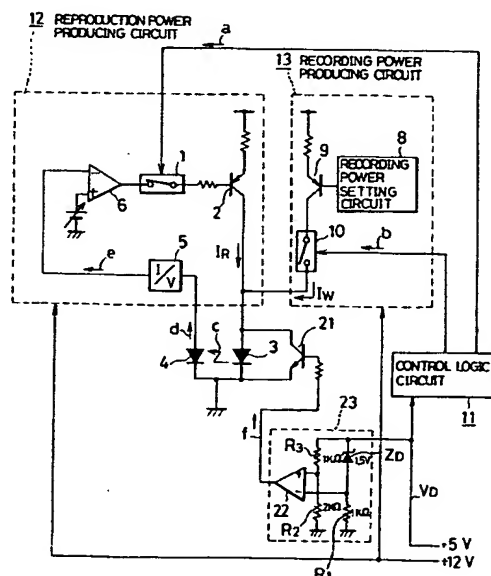 12 REPRODUCTION POWER
PRODUCING CIRCUIT
a
13 RECORDING POWER
PRODUCING CIRCUIT
8
1
9
RECORDING
POWER
SETTING
CIRCUIT
6
2
10
b
e
5
I/V
IR
IW
d
c
21
4
3
CONTROL LOGIC
CIRCUIT
11
23
f
R3
1KΩ
1.5V
ZD
22
R2
2KΩ
1KΩ
R1
VD
+5 V
+12 V